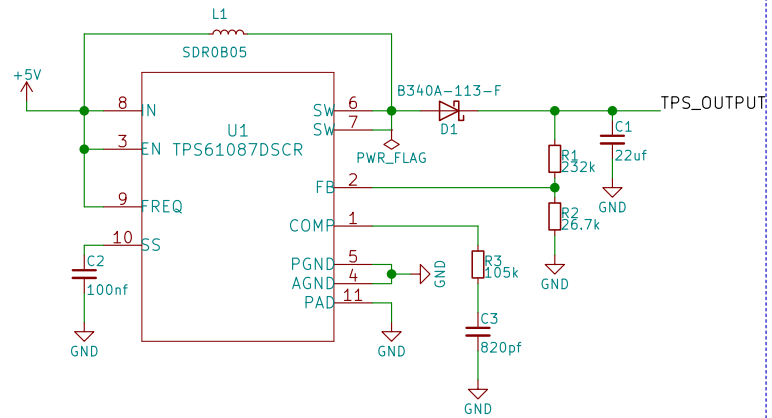 L1
SDR0B05
+5V
B340A-113-F
TPS_OUTPUT
8
IN
SW
6
D1
C1
U1
SW
7
22uf
3
EN
TPS61087DSCR
PWR_FLAG
R1
232k
FB
2
GND
9
FREQ
R2
26.7k
COMP
1
10
SS
C2
100nf
PGND
5
GND
R3
105k
AGND
4
GND
PAD
11
C3
820pf
GND
GND
GND